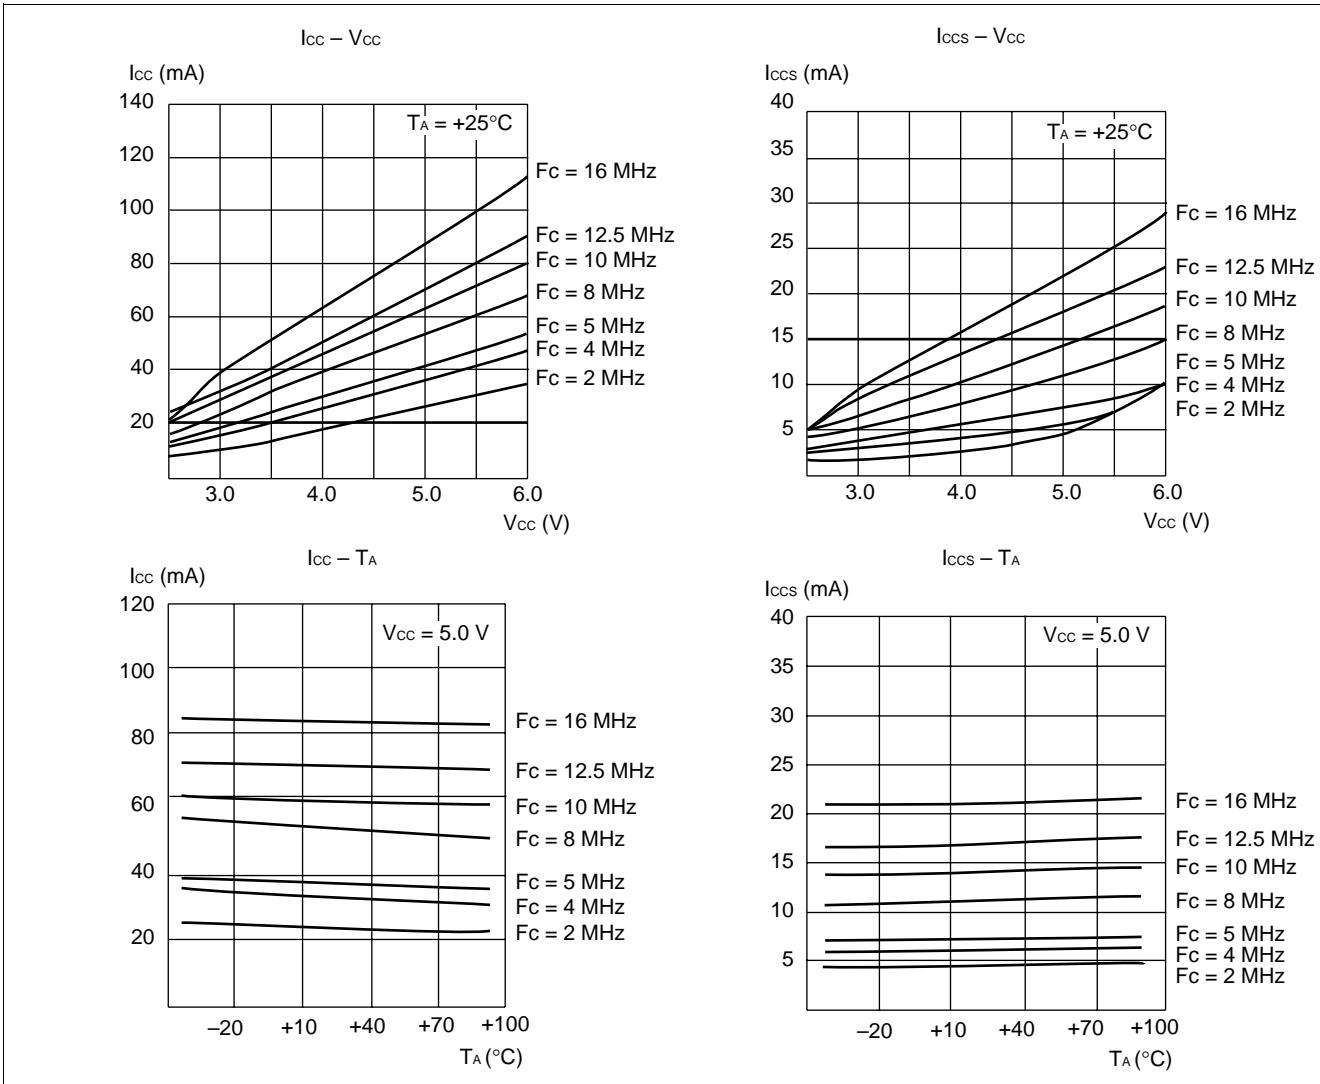 Icc – Vcc
Icc (mA)
140
120
100
80
60
40
20
TA = +25°C
Fc = 16 MHz
Fc = 12.5 MHz
Fc = 10 MHz
Fc = 8 MHz
Fc = 5 MHz
Fc = 4 MHz
Fc = 2 MHz
3.0 4.0 5.0 6.0
Vcc (V)
Iccs – Vcc
Iccs (mA)
40
35
30
25
20
15
10
5
TA = +25°C
Fc = 16 MHz
Fc = 12.5 MHz
Fc = 10 MHz
Fc = 8 MHz
Fc = 5 MHz
Fc = 4 MHz
Fc = 2 MHz
3.0 4.0 5.0 6.0
Vcc (V)
Icc – TA
Icc (mA)
120
100
80
60
40
20
Vcc = 5.0 V
Fc = 16 MHz
Fc = 12.5 MHz
Fc = 10 MHz
Fc = 8 MHz
Fc = 5 MHz
Fc = 4 MHz
Fc = 2 MHz
–20 +10 +40 +70 +100
TA (°C)
Iccs – TA
Iccs (mA)
40
35
30
25
20
15
10
5
Vcc = 5.0 V
Fc = 16 MHz
Fc = 12.5 MHz
Fc = 10 MHz
Fc = 8 MHz
Fc = 5 MHz
Fc = 4 MHz
Fc = 2 MHz
–20 +10 +40 +70 +100
TA (°C)